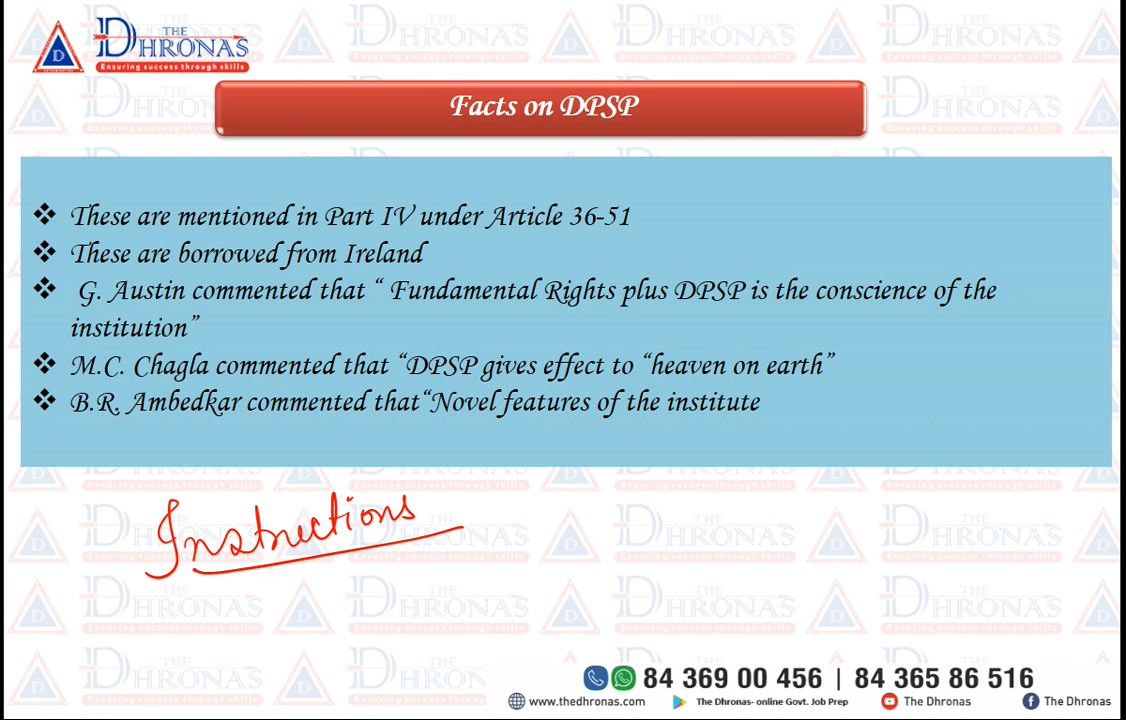 THE
DHRONAS
Ensuring success through skills
Facts on DPSP
❖ These are mentioned in Part IV under Article 36-51
❖ These are borrowed from Ireland
❖ G. Austin commented that “ Fundamental Rights plus DPSP is the conscience of the
institution”
❖ M.C. Chagla commented that “DPSP gives effect to “heaven on earth”
❖ B.R. Ambedkar commented that“Novel features of the institute
Instructions
84 369 00 456 | 84 365 86 516
www.thedhronas.com The Dhronas- online Govt. Job Prep The Dhronas The Dhronas